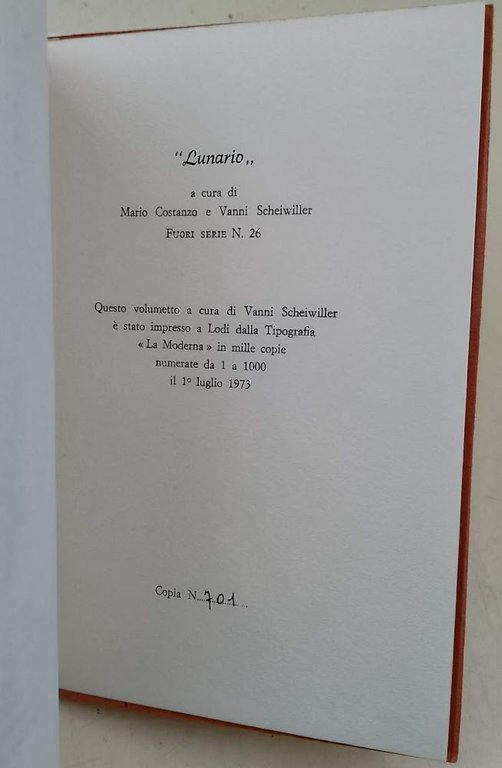 “Lunario„
a cura di
Mario Costanzo e Vanni Scheiwiller
FUORI SERIE N. 26
Questo volumetto a cura di Vanni Scheiwiller
è stato impresso a Lodi dalla Tipografia
« La Moderna » in mille copie
numerate da 1 a 1000
il 1º luglio 1973
Copia N....701....